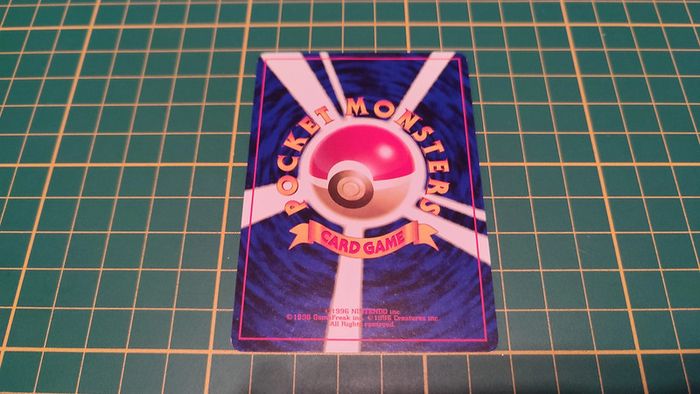 POCKET MONSTERS
CARD GAME
©1996 NINTENDO inc
©1996 GameFreak inc ©1996 Creatures inc
All Rights reserved